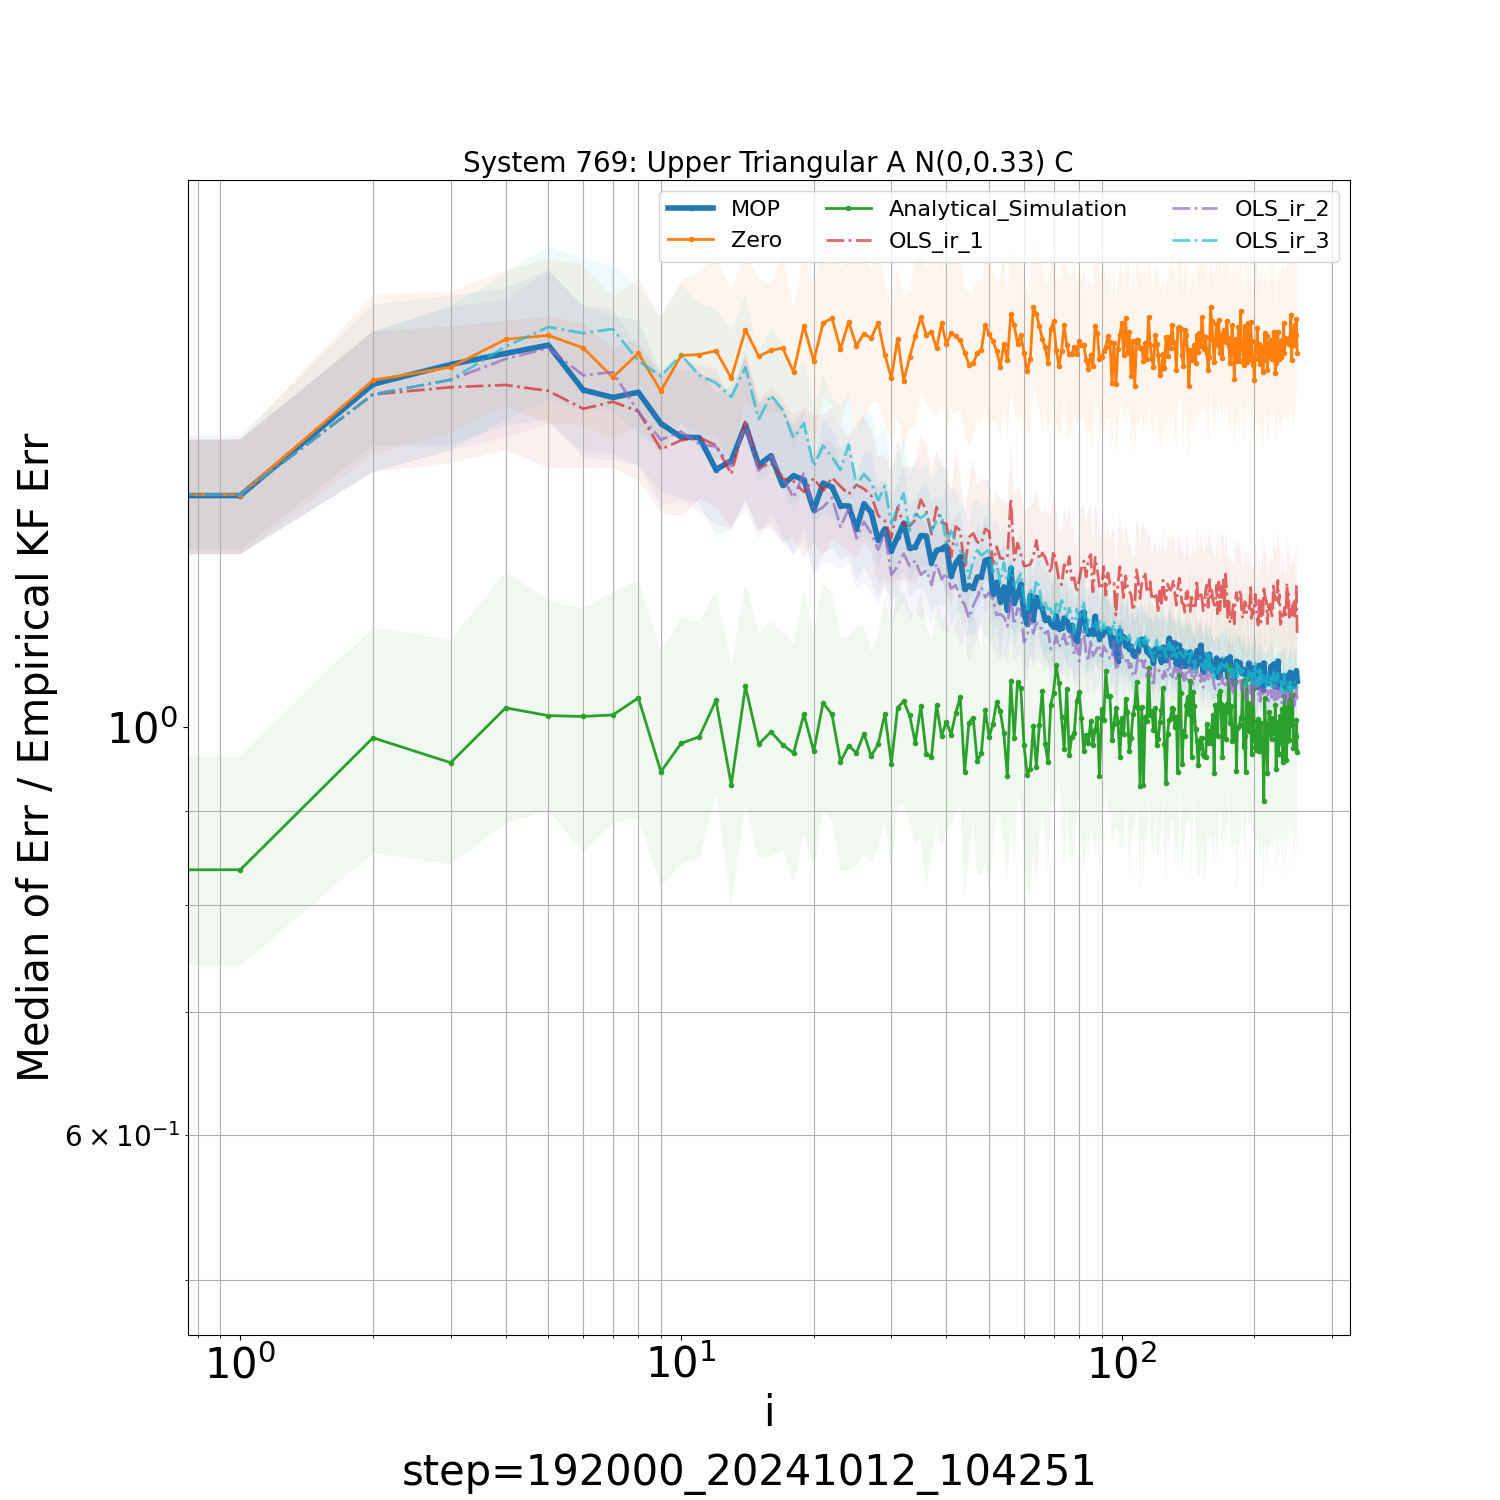 System 769: Upper Triangular A N(0,0.33) C
MOP
Zero
Analytical_Simulation
OLS_ir_1
OLS_ir_2
OLS_ir_3
Median of Err / Empirical KF Err
10⁰
6 × 10⁻¹
10⁰
10¹
10²
i
step=192000_20241012_104251